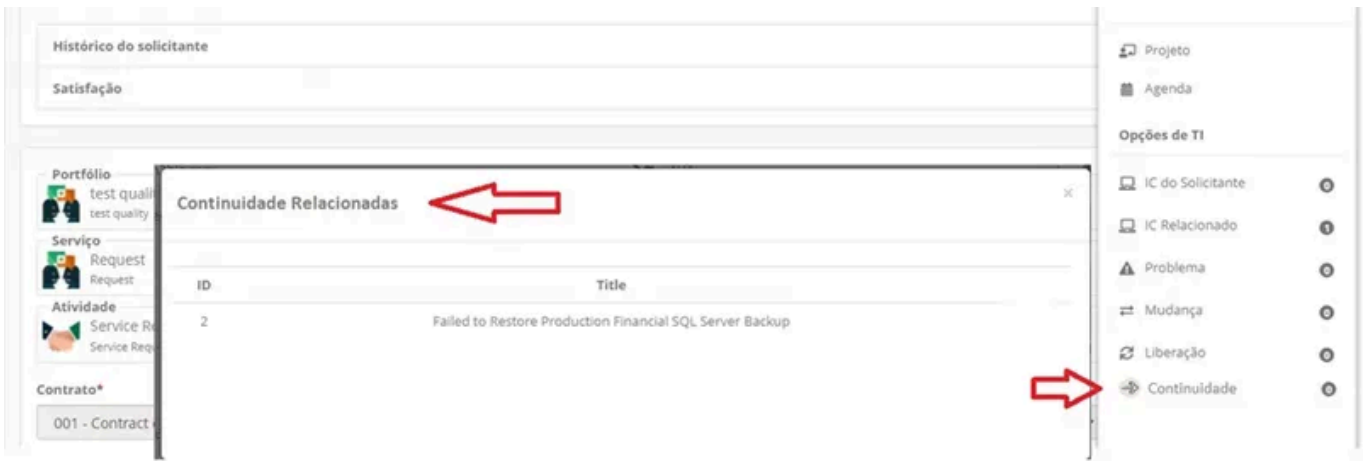 Histórico do solicitante
Satisfação
Portfólio
test quali
test quality
Serviço
Request
Request
Atividade
Service Re
Service Requ
Contrato*
001 - Contract
Continuidade Relacionadas
×
ID Title
2 Failed to Restore Production Financial SQL Server Backup
Projeto
Agenda
Opções de TI
IC do Solicitante 0
IC Relacionado 1
Problema 0
Mudança 0
Liberação 0
Continuidade 0